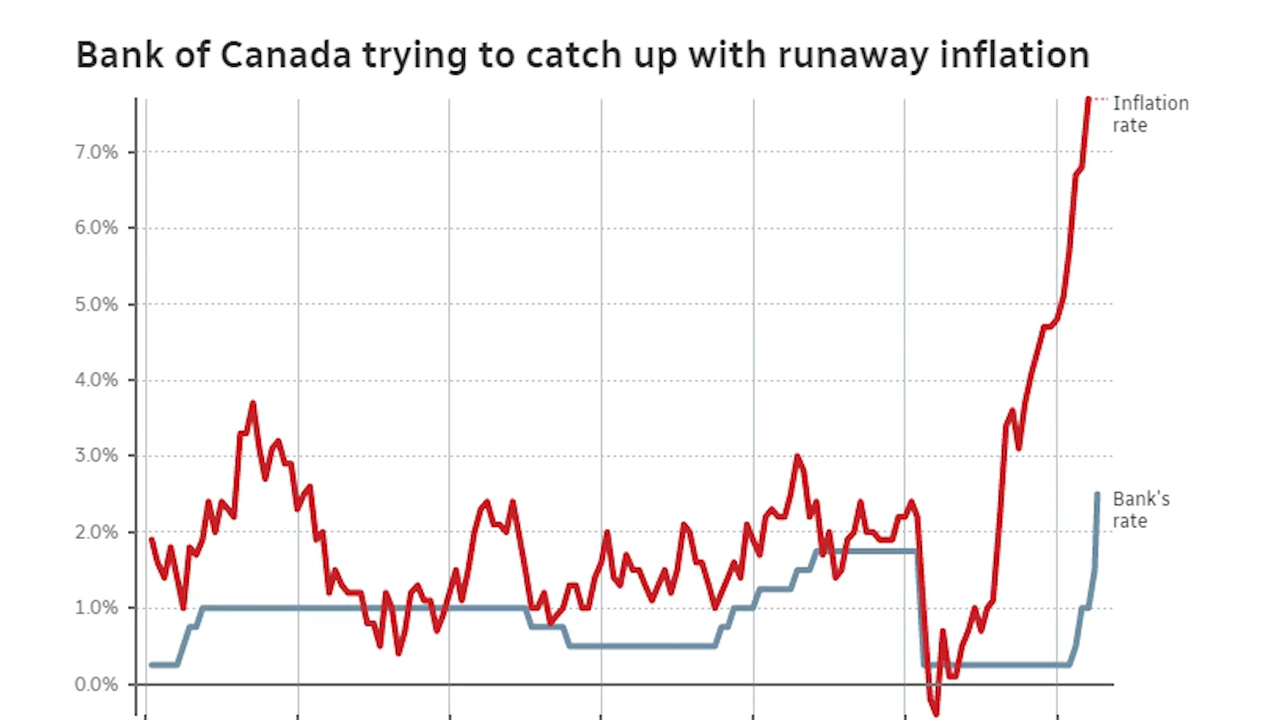 Bank of Canada trying to catch up with runaway inflation
Inflation
rate
7.0%
6.0%
5.0%
4.0%
3.0%
Bank's
rate
2.0%
1.0%
0.0%